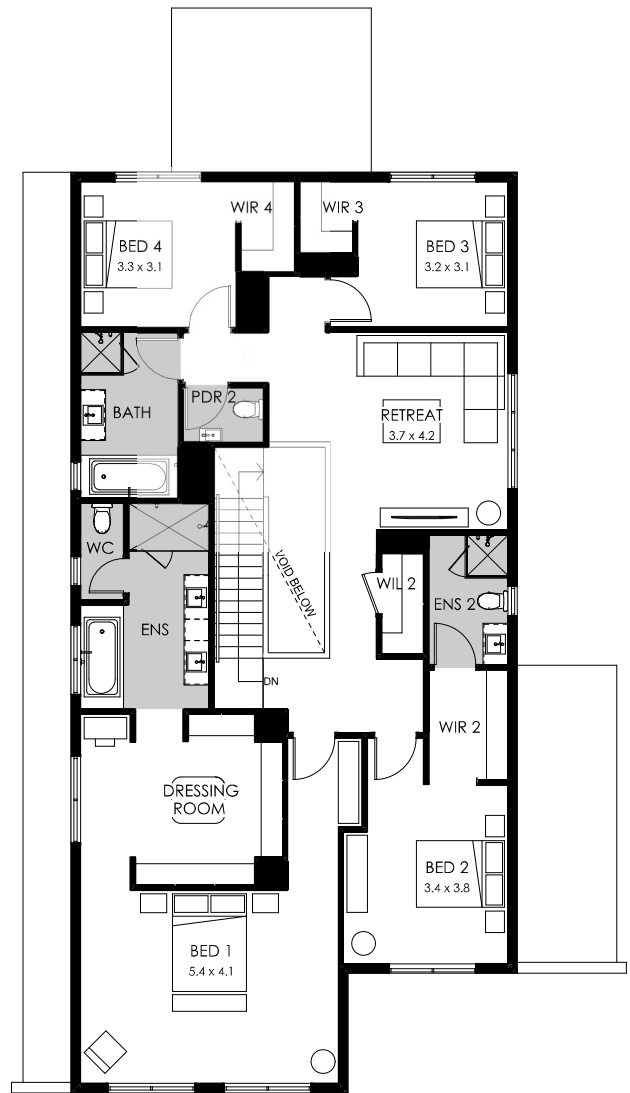 WIR 4
WIR 3
BED 4
3.3 x 3.1
BED 3
3.2 x 3.1
PDR 2
BATH
RETREAT
3.7 x 4.2
WC
VOID BELOW
WIL 2
ENS 2
ENS
DN
WIR 2
DRESSING
ROOM
BED 2
3.4 x 3.8
BED 1
5.4 x 4.1